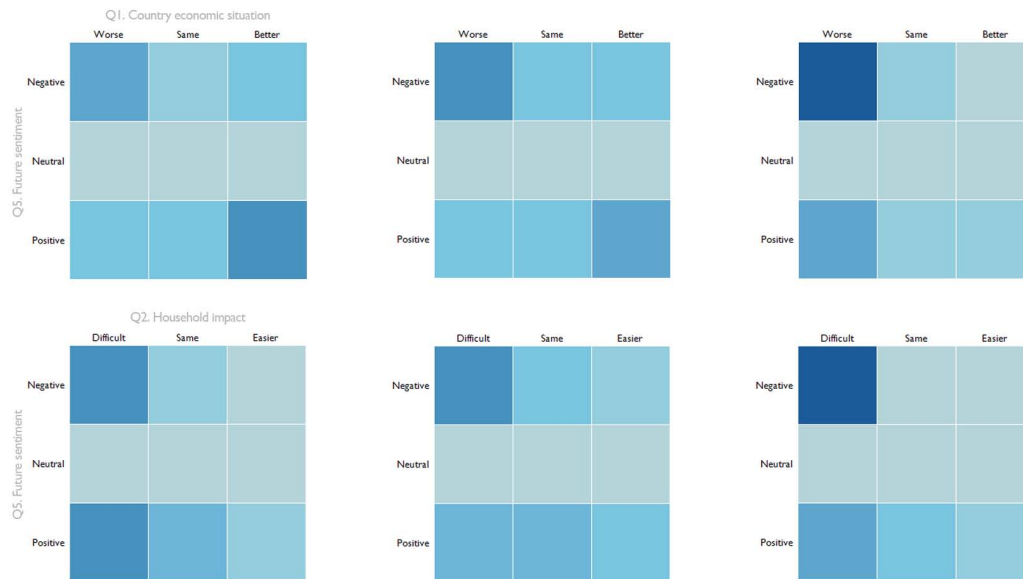 Q1. Country economic situation
Worse Same Better
Worse Same Better
Worse Same Better
Negative
Negative
Negative
Q5. Future sentiment
Neutral
Neutral
Neutral
Positive
Positive
Positive
Q2. Household impact
Difficult Same Easier
Difficult Same Easier
Difficult Same Easier
Negative
Negative
Negative
Q5. Future sentiment
Neutral
Neutral
Neutral
Positive
Positive
Positive